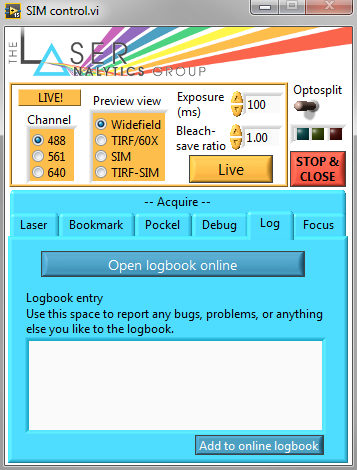 SIM control.vi
THE LASER
ANALYTICS GROUP
LIVE!
Channel
488
561
640
Preview view
Widefield
TIRF/60X
SIM
TIRF-SIM
Exposure
(ms)
100
Bleach-
save ratio
1.00
Live
Optosplit
STOP &
CLOSE
-- Acquire --
Laser
Bookmark
Pockel
Debug
Log
Focus
Open logbook online
Logbook entry
Use this space to report any bugs, problems, or anything
else you like to the logbook.
Add to online logbook